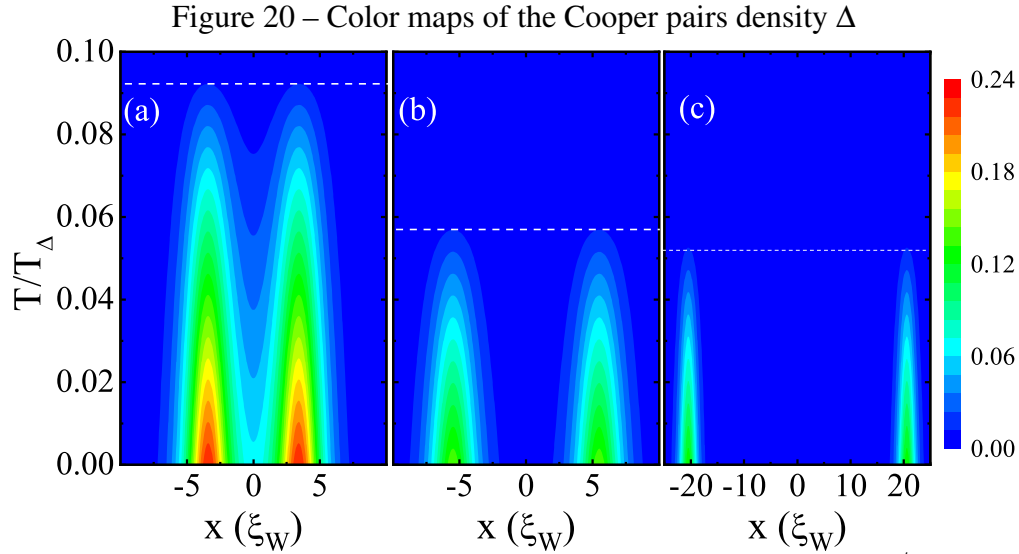 Figure 20 – Color maps of the Cooper pairs density Δ
(a) (b) (c)
T/T_Δ
0.10
0.08
0.06
0.04
0.02
0.00
0.24
0.18
0.12
0.06
0.00
-5 0 5 -5 0 5 -20 -10 0 10 20
x (ξ_W) x (ξ_W) x (ξ_W)